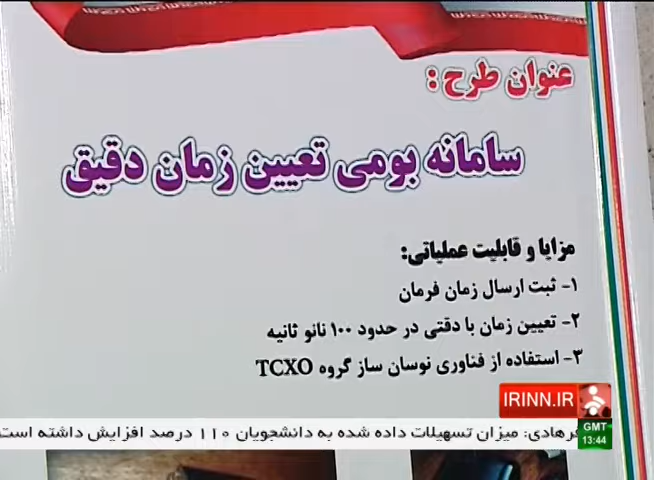 عنوان طرح :
سامانه بومی تعیین زمان دقیق
مزایا و قابلیت عملیاتی:
۱- ثبت ارسال زمان فرمان
۲- تعیین زمان با دقتی در حدود ۱۰۰ نانو ثانیه
۳- استفاده از فناوری نوسان ساز گروه TCXO
IRINN.IR
فرهادی: میزان تسهیلات داده شده به دانشجویان ۱۱۰ درصد افزایش داشته است
GMT
13:44